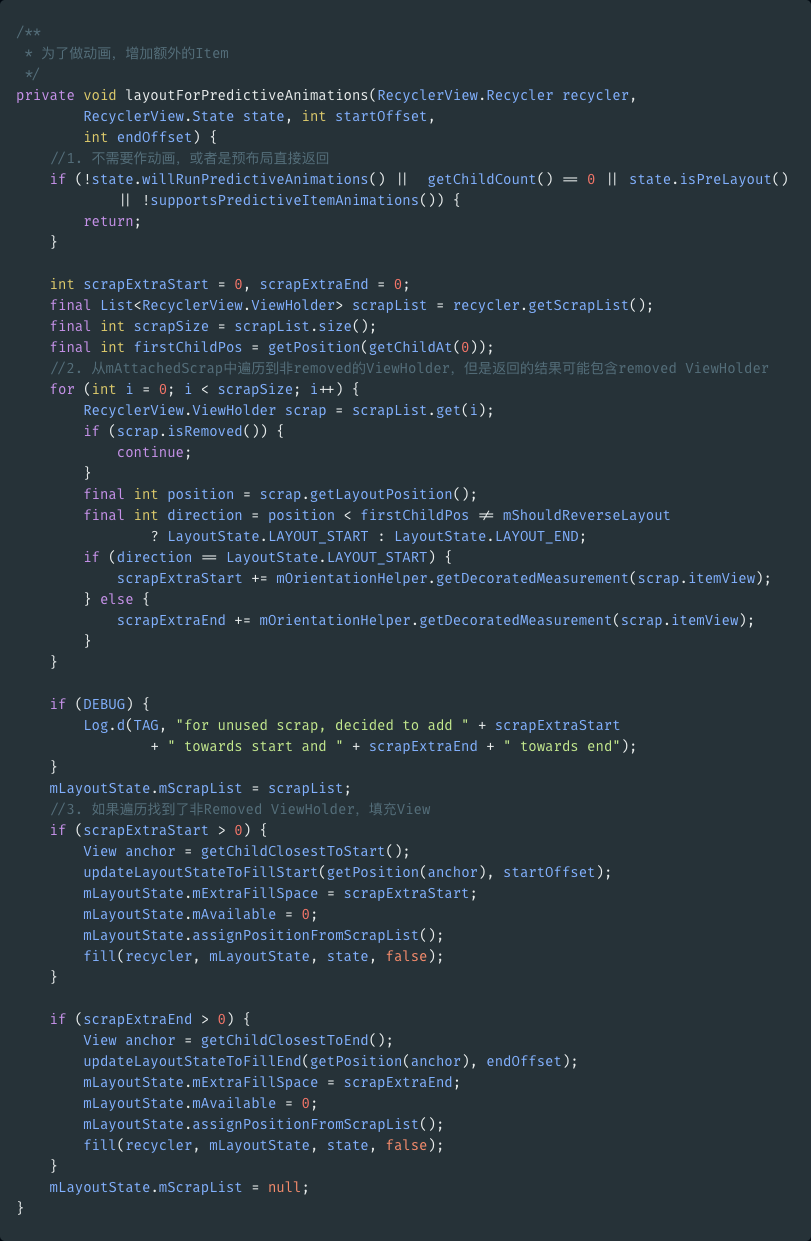 /**
 * 为了做动画，增加额外的Item
 */
private void layoutForPredictiveAnimations(RecyclerView.Recycler recycler,
        RecyclerView.State state, int startOffset,
        int endOffset) {
    //1. 不需要作动画，或者是预布局直接返回
    if (!state.willRunPredictiveAnimations() ||  getChildCount() == 0 || state.isPreLayout()
            || !supportsPredictiveItemAnimations()) {
        return;
    }

    int scrapExtraStart = 0, scrapExtraEnd = 0;
    final List<RecyclerView.ViewHolder> scrapList = recycler.getScrapList();
    final int scrapSize = scrapList.size();
    final int firstChildPos = getPosition(getChildAt(0));
    //2. 从mAttachedScrap中遍历到非removed的ViewHolder，但是返回的结果可能包含removed ViewHolder
    for (int i = 0; i < scrapSize; i++) {
        RecyclerView.ViewHolder scrap = scrapList.get(i);
        if (scrap.isRemoved()) {
            continue;
        }
        final int position = scrap.getLayoutPosition();
        final int direction = position < firstChildPos != mShouldReverseLayout
                ? LayoutState.LAYOUT_START : LayoutState.LAYOUT_END;
        if (direction == LayoutState.LAYOUT_START) {
            scrapExtraStart += mOrientationHelper.getDecoratedMeasurement(scrap.itemView);
        } else {
            scrapExtraEnd += mOrientationHelper.getDecoratedMeasurement(scrap.itemView);
        }
    }

    if (DEBUG) {
        Log.d(TAG, "for unused scrap, decided to add " + scrapExtraStart
                + " towards start and " + scrapExtraEnd + " towards end");
    }
    mLayoutState.mScrapList = scrapList;
    //3. 如果遍历找到了非Removed ViewHolder，填充View
    if (scrapExtraStart > 0) {
        View anchor = getChildClosestToStart();
        updateLayoutStateToFillStart(getPosition(anchor), startOffset);
        mLayoutState.mExtraFillSpace = scrapExtraStart;
        mLayoutState.mAvailable = 0;
        mLayoutState.assignPositionFromScrapList();
        fill(recycler, mLayoutState, state, false);
    }

    if (scrapExtraEnd > 0) {
        View anchor = getChildClosestToEnd();
        updateLayoutStateToFillEnd(getPosition(anchor), endOffset);
        mLayoutState.mExtraFillSpace = scrapExtraEnd;
        mLayoutState.mAvailable = 0;
        mLayoutState.assignPositionFromScrapList();
        fill(recycler, mLayoutState, state, false);
    }
    mLayoutState.mScrapList = null;
}